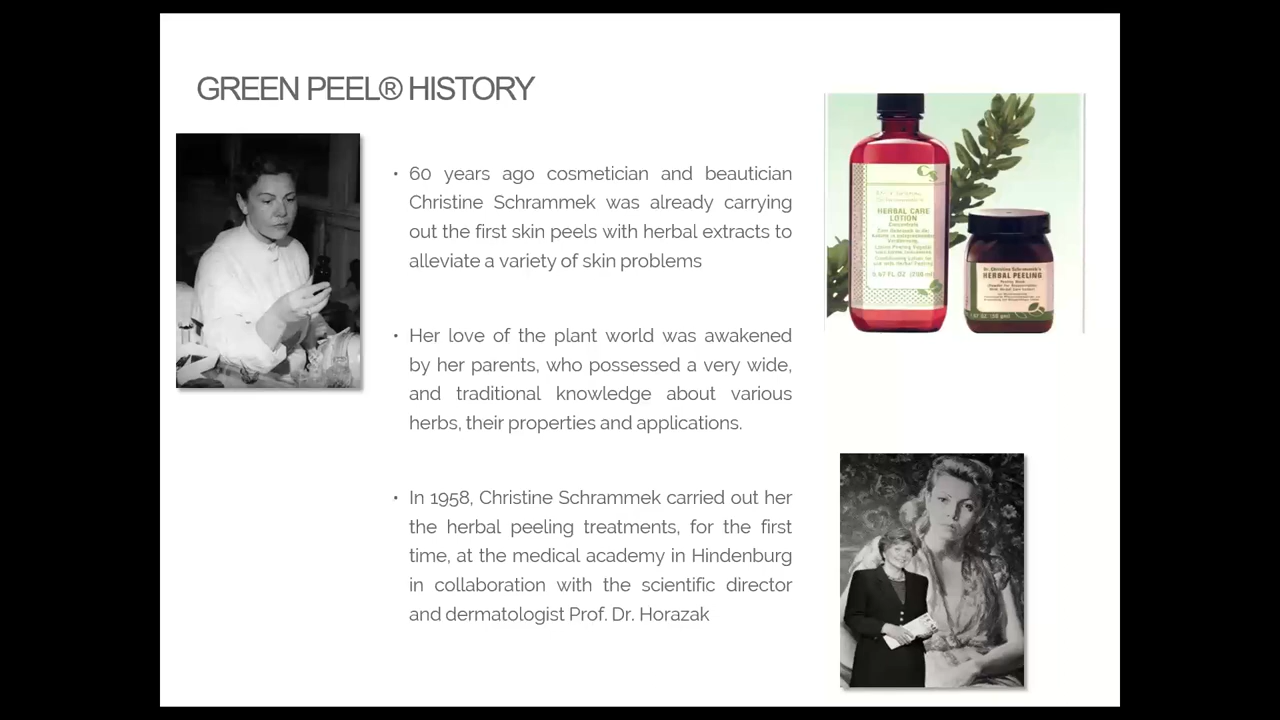 GREEN PEEL® HISTORY
• 60 years ago cosmetician and beautician
Christine Schrammek was already carrying
out the first skin peels with herbal extracts to
alleviate a variety of skin problems
• Her love of the plant world was awakened
by her parents, who possessed a very wide,
and traditional knowledge about various
herbs, their properties and applications.
• In 1958, Christine Schrammek carried out her
the herbal peeling treatments, for the first
time, at the medical academy in Hindenburg
in collaboration with the scientific director
and dermatologist Prof. Dr. Horazak
CS
HERBAL CARE
LOTION
Concentrate
Dr. Christine Schrammek's
HERBAL PEELING